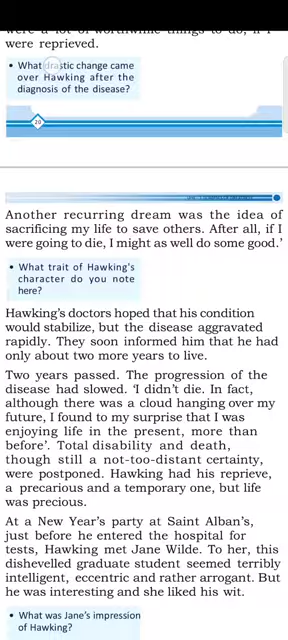 were a lot of worthwhile things to do, if I
were reprieved.
• What drastic change came
over Hawking after the
diagnosis of the disease?
20
Another recurring dream was the idea of
sacrificing my life to save others. After all, if I
were going to die, I might as well do some good.’
• What trait of Hawking's
character do you note
here?
Hawking’s doctors hoped that his condition
would stabilize, but the disease aggravated
rapidly. They soon informed him that he had
only about two more years to live.
Two years passed. The progression of the
disease had slowed. ‘I didn’t die. In fact,
although there was a cloud hanging over my
future, I found to my surprise that I was
enjoying life in the present, more than
before’. Total disability and death,
though still a not-too-distant certainty,
were postponed. Hawking had his reprieve,
a precarious and a temporary one, but life
was precious.
At a New Year’s party at Saint Alban’s,
just before he entered the hospital for
tests, Hawking met Jane Wilde. To her, this
dishevelled graduate student seemed terribly
intelligent, eccentric and rather arrogant. But
he was interesting and she liked his wit.
• What was Jane’s impression
of Hawking?